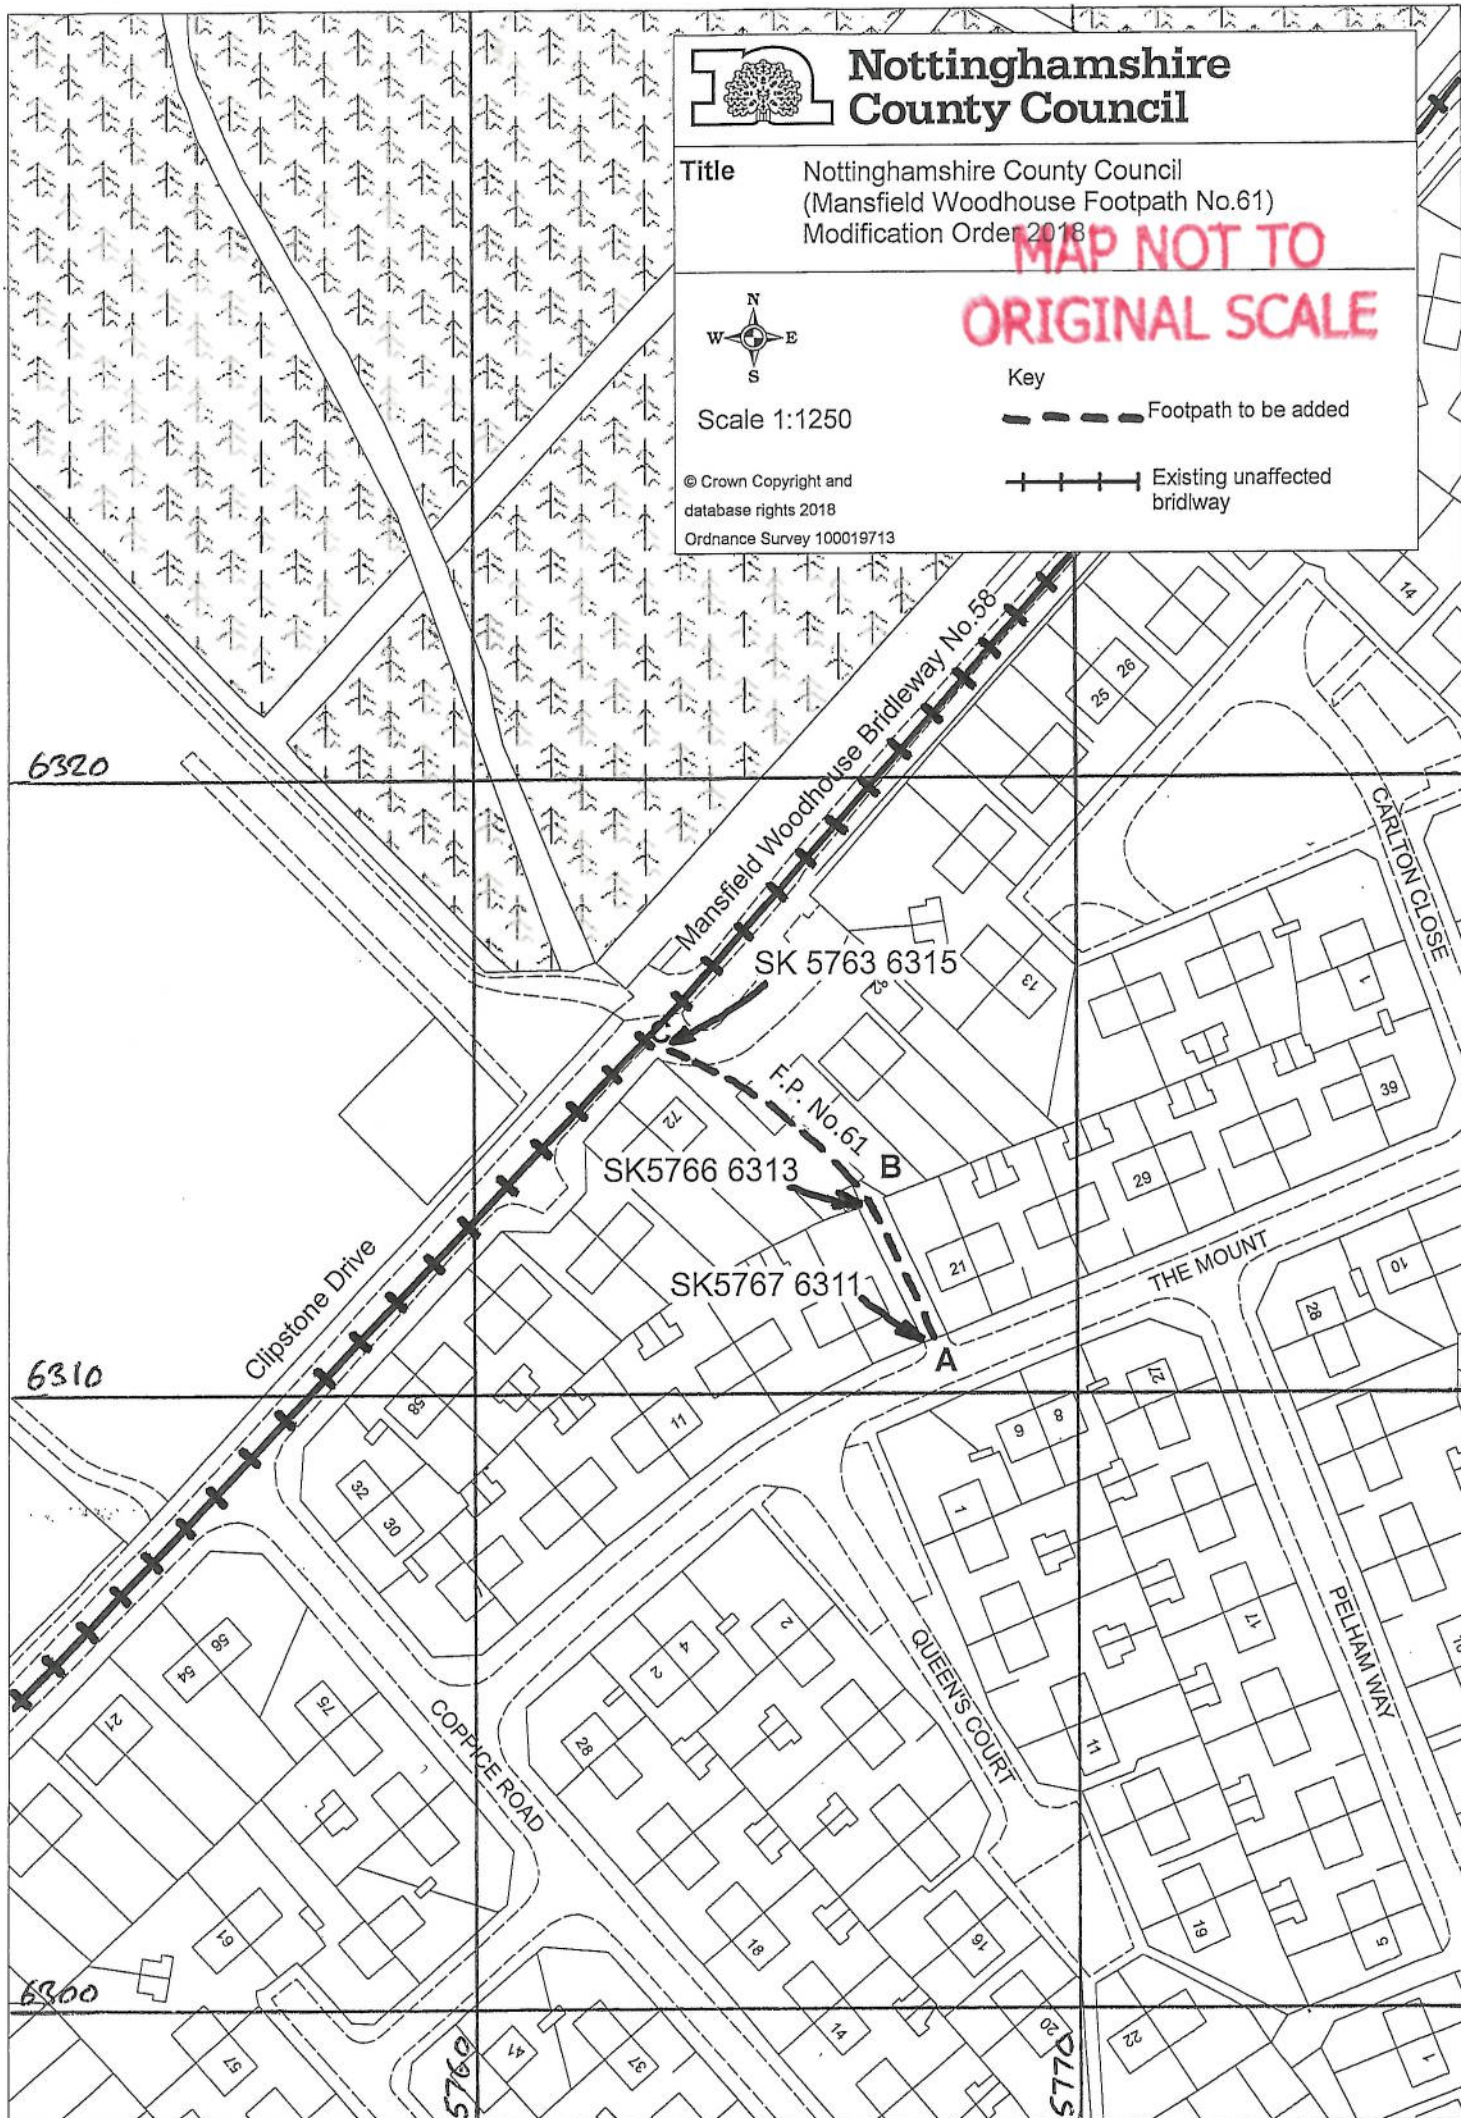 Nottinghamshire
County Council
Title
Nottinghamshire County Council
(Mansfield Woodhouse Footpath No.61)
Modification Order 2018
MAP NOT TO
ORIGINAL SCALE
N
W E
S
Scale 1:1250
Key
Footpath to be added
Existing unaffected
bridlway
© Crown Copyright and
database rights 2018
Ordnance Survey 100019713
14
Mansfield Woodhouse Bridleway No.58
25 26
6320
CARLTON CLOSE
SK 5763 6315
13
1
C
F.P. No.61
39
72
SK5766 6313
B
29
21
THE MOUNT
10
28
SK5767 6311
A
Clipstone Drive
6310
58
11
27
8
6
32
30
1
PELHAM WAY
17
QUEEN'S COURT
2
4
2
56
54
75
21
COPPICE ROAD
28
11
61
18
16
19
5
6300
57
41
37
14
20
22
1
5760
5770